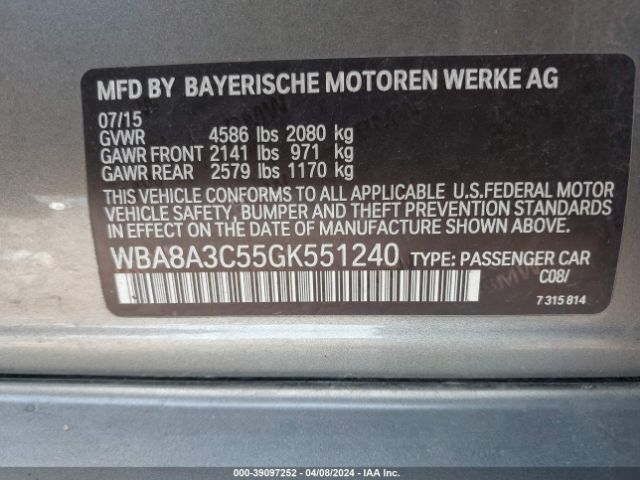 MFD BY BAYERISCHE MOTOREN WERKE AG
07/15
GVWR 4586 lbs 2080 kg
GAWR FRONT 2141 lbs 971 kg
GAWR REAR 2579 lbs 1170 kg
THIS VEHICLE CONFORMS TO ALL APPLICABLE U.S.FEDERAL MOTOR
VEHICLE SAFETY, BUMPER AND THEFT PREVENTION STANDARDS
IN EFFECT ON THE DATE OF MANUFACTURE SHOWN ABOVE.
WBA8A3C55GK551240 TYPE: PASSENGER CAR
C08/
7 315 814
000-39097252 - 04/08/2024 - IAA Inc.